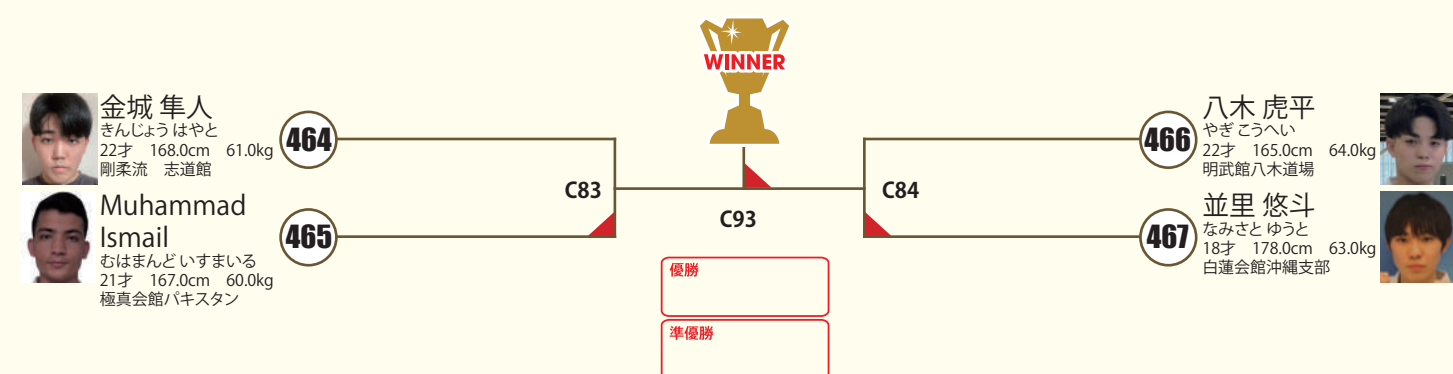 WINNER
金城 隼人
きんじょう はやと
22才 168.0cm 61.0kg
剛柔流 志道館
464
Muhammad
Ismail
むはまんど いすまいる
21才 167.0cm 60.0kg
極真会館パキスタン
465
C83
C93
C84
466
八木 虎平
やぎ こうへい
22才 165.0cm 64.0kg
明武館八木道場
467
並里 悠斗
なみさと ゆうと
18才 178.0cm 63.0kg
白蓮会館沖縄支部
優勝
準優勝